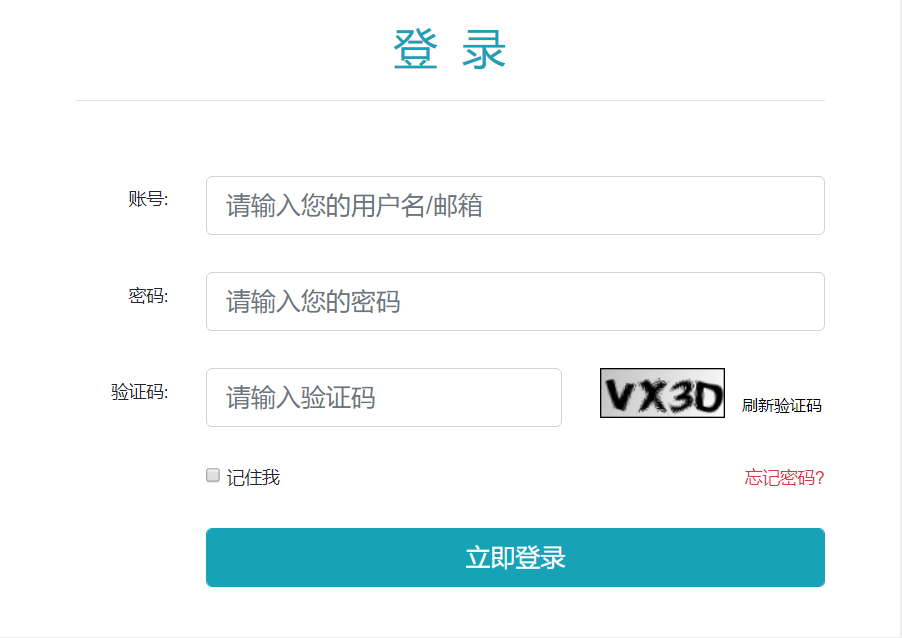 登 录
账号:
请输入您的用户名/邮箱
密码:
请输入您的密码
验证码:
请输入验证码
VX3D
刷新验证码
记住我
忘记密码?
立即登录